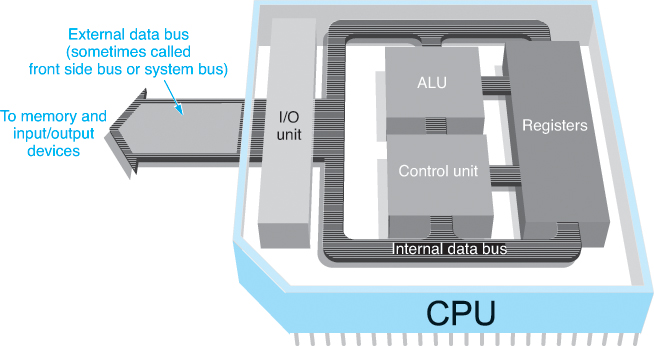 External data bus
(sometimes called
front side bus or system bus)
To memory and
input/output
devices
I/O
unit
ALU
Registers
Control unit
Internal data bus
CPU